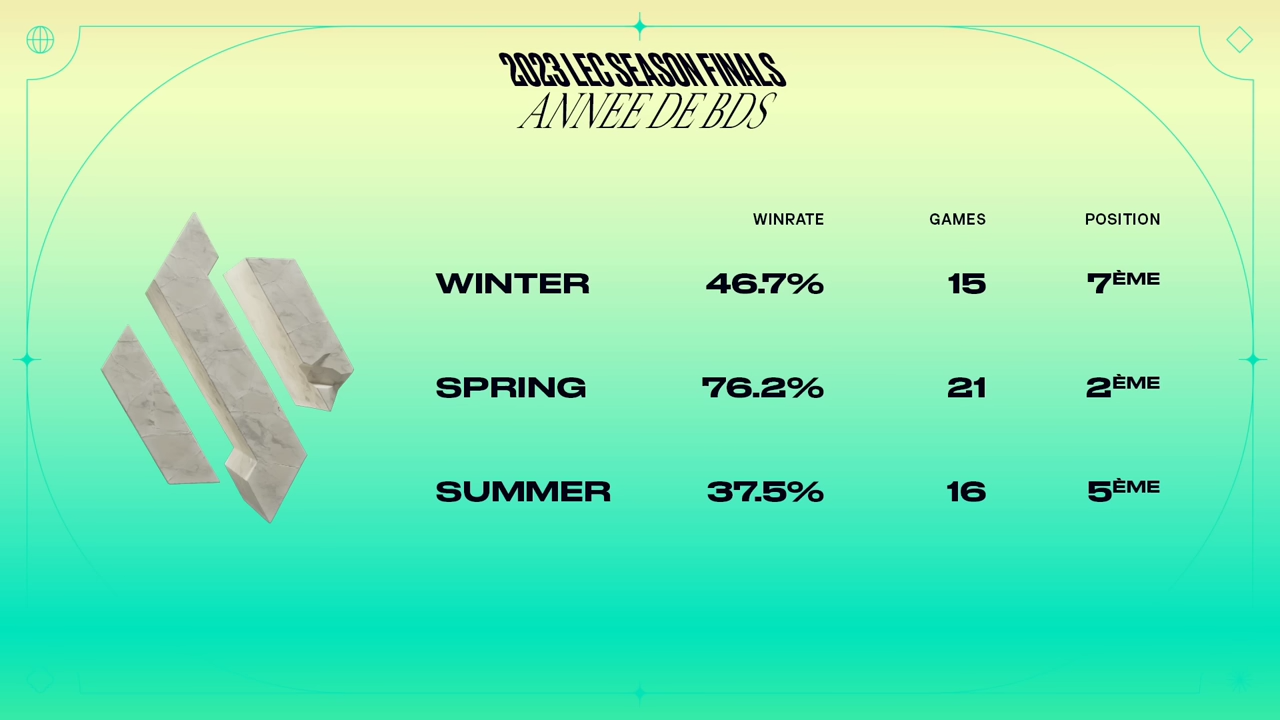 2023 LEC SEASON FINALS
ANNEE DE BDS
WINRATE GAMES POSITION
WINTER 46.7% 15 7ÈME
SPRING 76.2% 21 2ÈME
SUMMER 37.5% 16 5ÈME